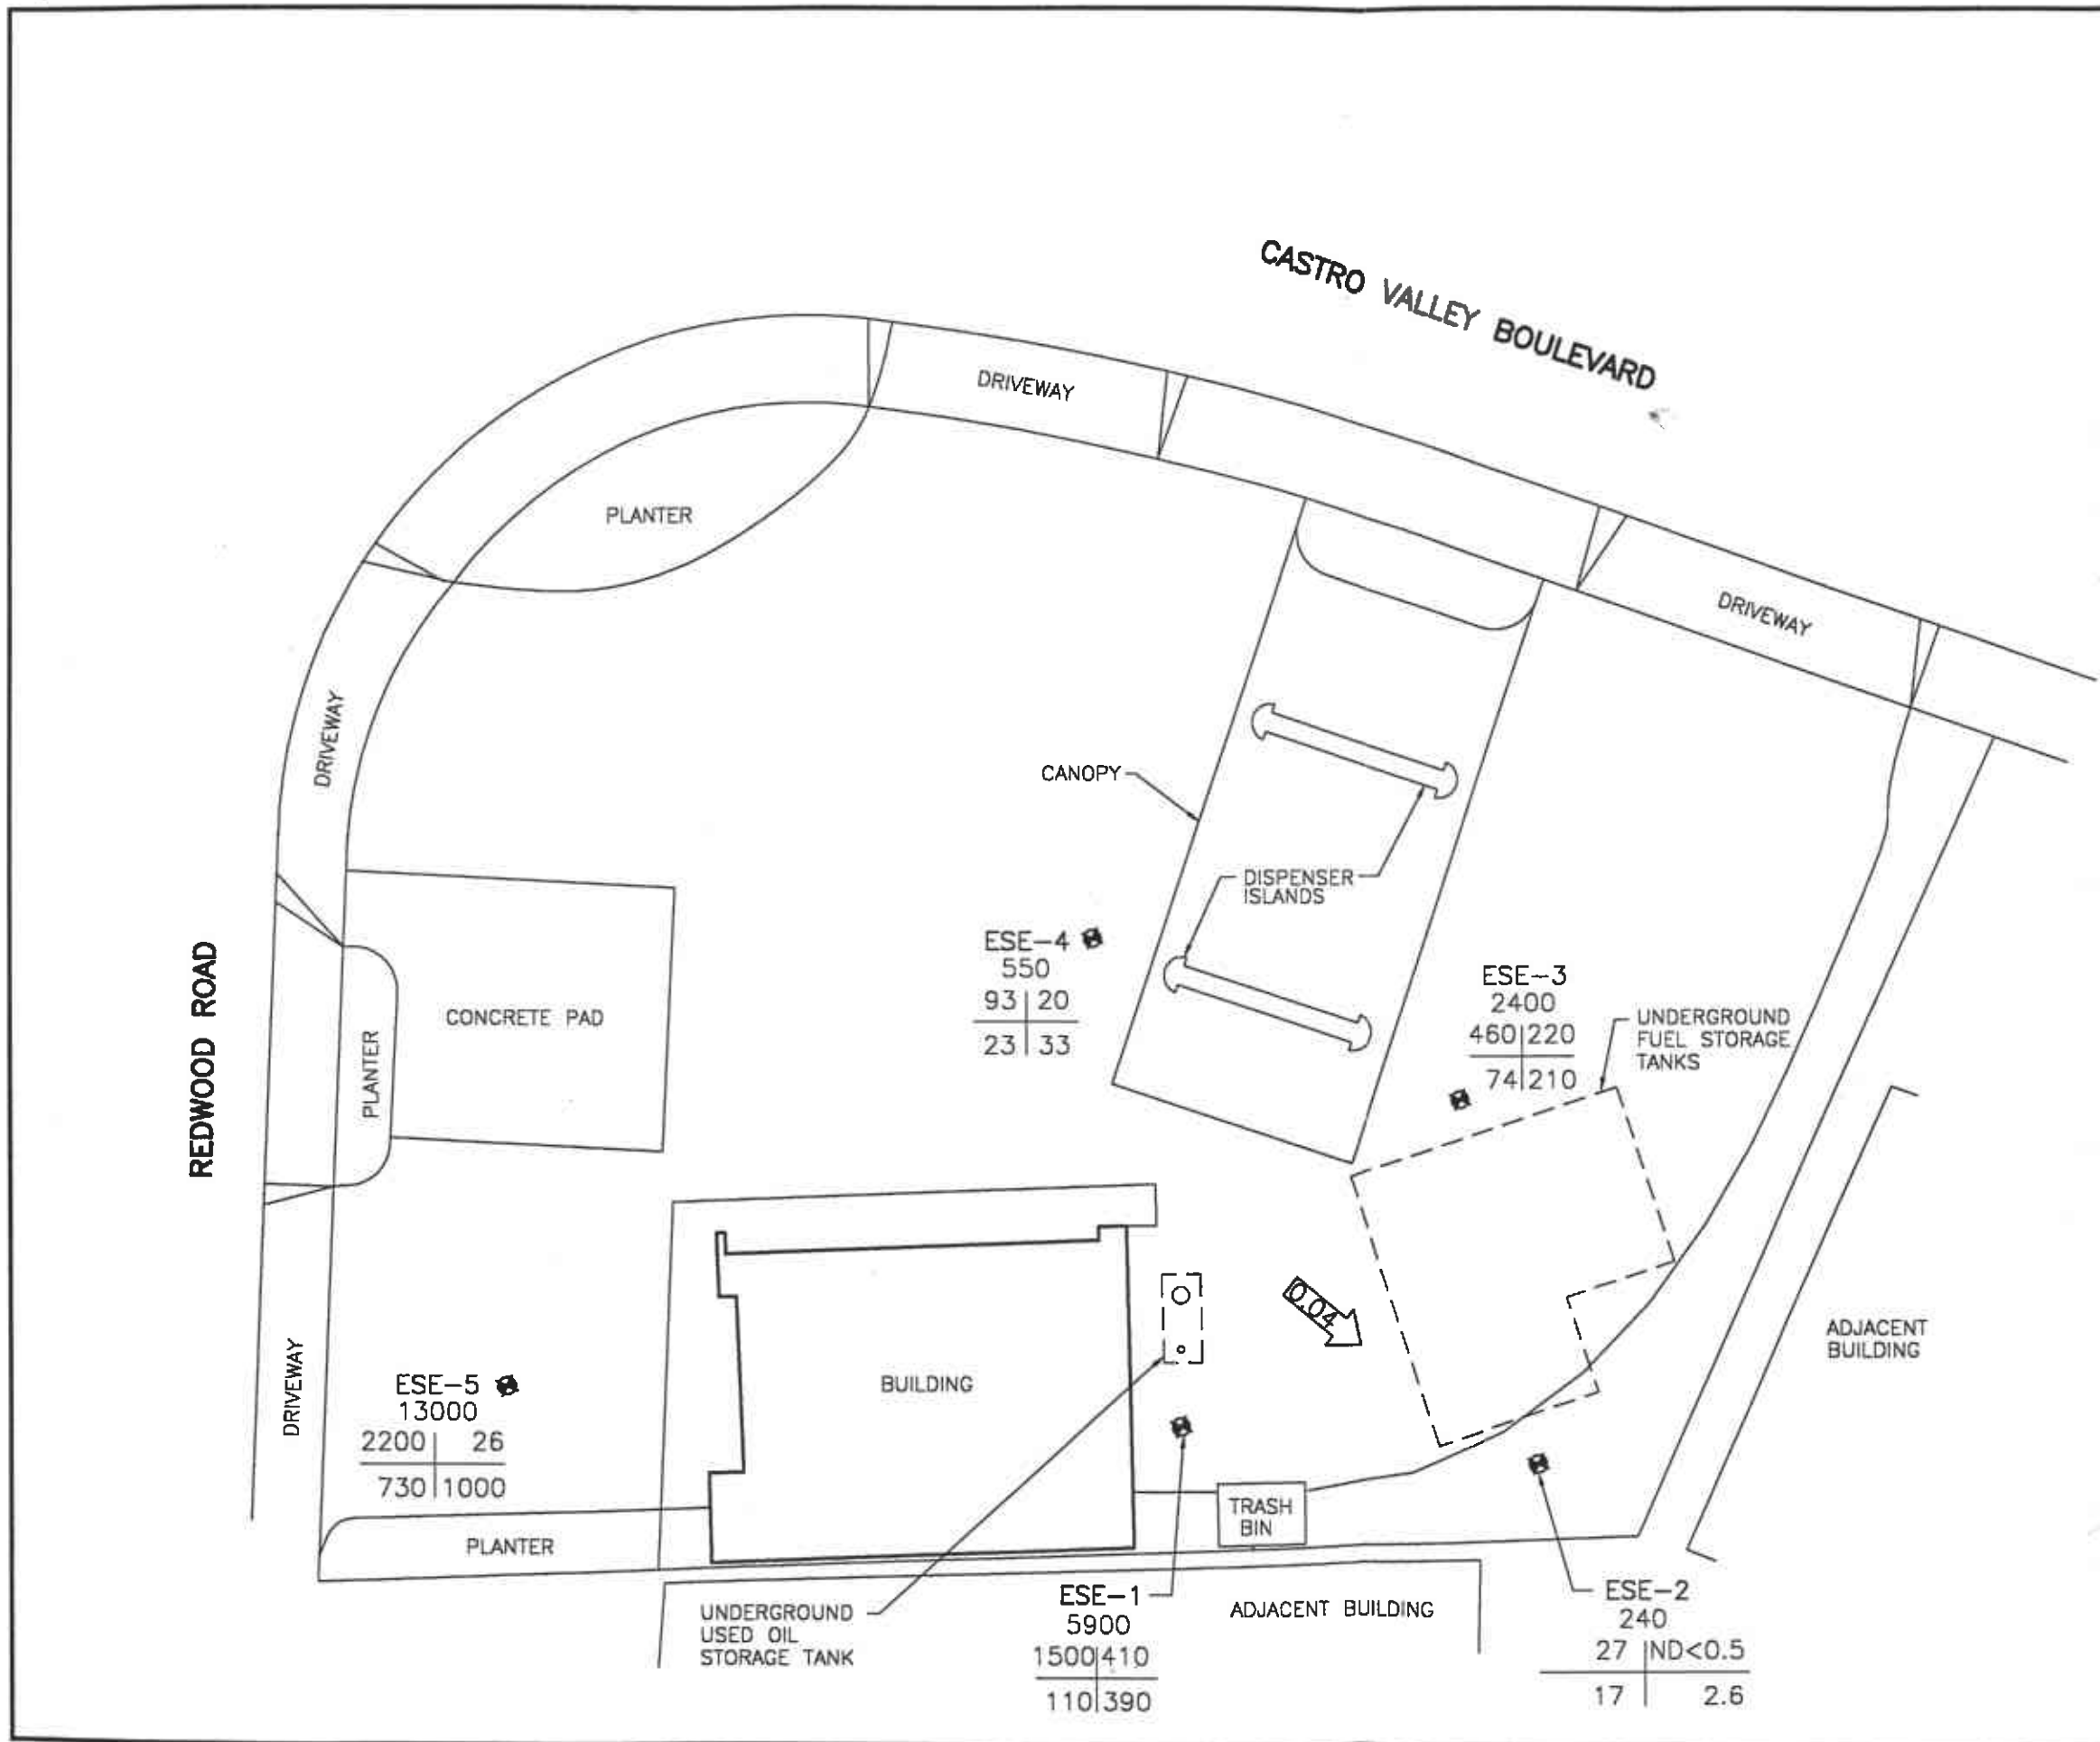 CASTRO VALLEY BOULEVARD
DRIVEWAY
PLANTER
DRIVEWAY
DRIVEWAY
CANOPY
DISPENSER
ISLANDS
REDWOOD ROAD
CONCRETE PAD
PLANTER
ESE-4
550
93 | 20
23 | 33
ESE-3
2400
460|220
74|210
UNDERGROUND
FUEL STORAGE
TANKS
0.04
ADJACENT
BUILDING
DRIVEWAY
ESE-5
13000
2200 | 26
730|1000
BUILDING
PLANTER
TRASH
BIN
UNDERGROUND
USED OIL
STORAGE TANK
ESE-1
5900
1500|410
110|390
ADJACENT BUILDING
ESE-2
240
27 |ND<0.5
17 | 2.6